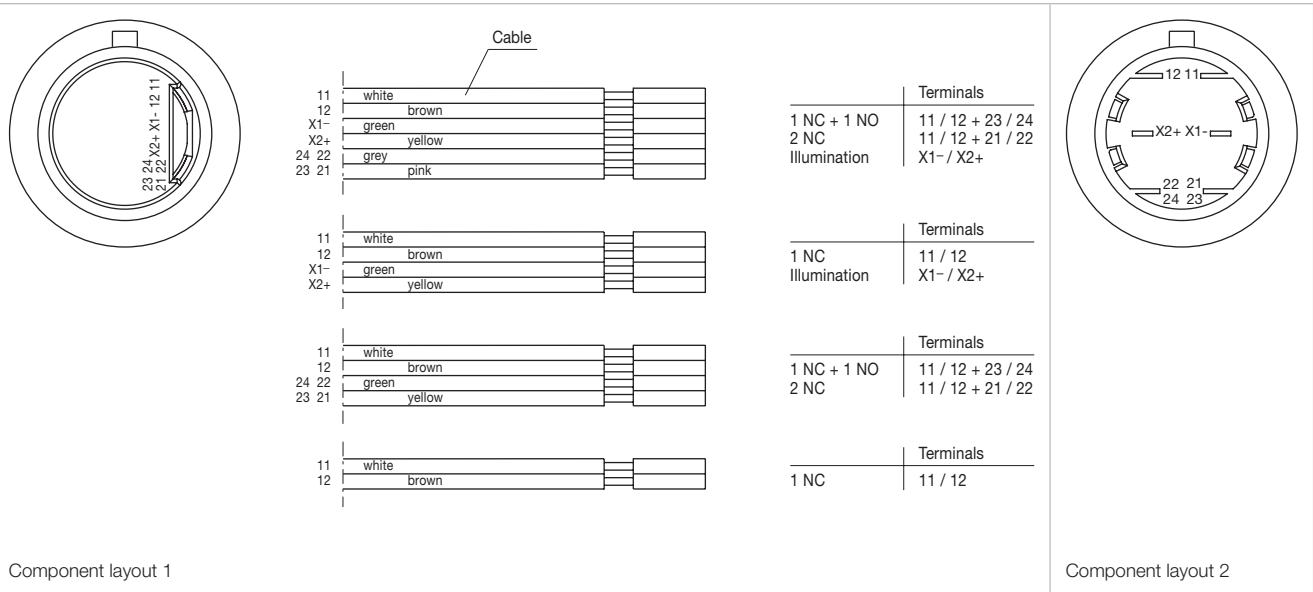 Cable
12 11
X1-
X2+
23 24
21 22
11 white
12 brown
X1– green
X2+ yellow
24 22 grey
23 21 pink
Terminals
1 NC + 1 NO 11 / 12 + 23 / 24
2 NC 11 / 12 + 21 / 22
Illumination X1– / X2+
11 white
12 brown
X1– green
X2+ yellow
Terminals
1 NC 11 / 12
Illumination X1– / X2+
11 white
12 brown
24 22 green
23 21 yellow
Terminals
1 NC + 1 NO 11 / 12 + 23 / 24
2 NC 11 / 12 + 21 / 22
11 white
12 brown
Terminals
1 NC 11 / 12
Component layout 1
12 11
X2+ X1-
22 21
24 23
Component layout 2